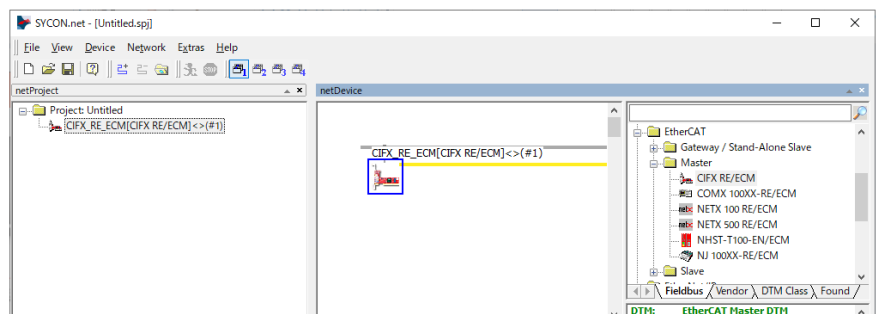 SYCON.net - [Untitled.spj]
File View Device Network Extras Help
netProject
netDevice
Project: Untitled
CIFX_RE_ECM[CIFX RE/ECM]<>(#1)
CIFX_RE_ECM[CIFX RE/ECM]<>(#1)
EtherCAT
Gateway / Stand-Alone Slave
Master
CIFX RE/ECM
COMX 100XX-RE/ECM
NETX 100 RE/ECM
NETX 500 RE/ECM
NHST-T100-EN/ECM
NJ 100XX-RE/ECM
Slave
Fieldbus Vendor DTM Class Found
DTM: EtherCAT Master DTM